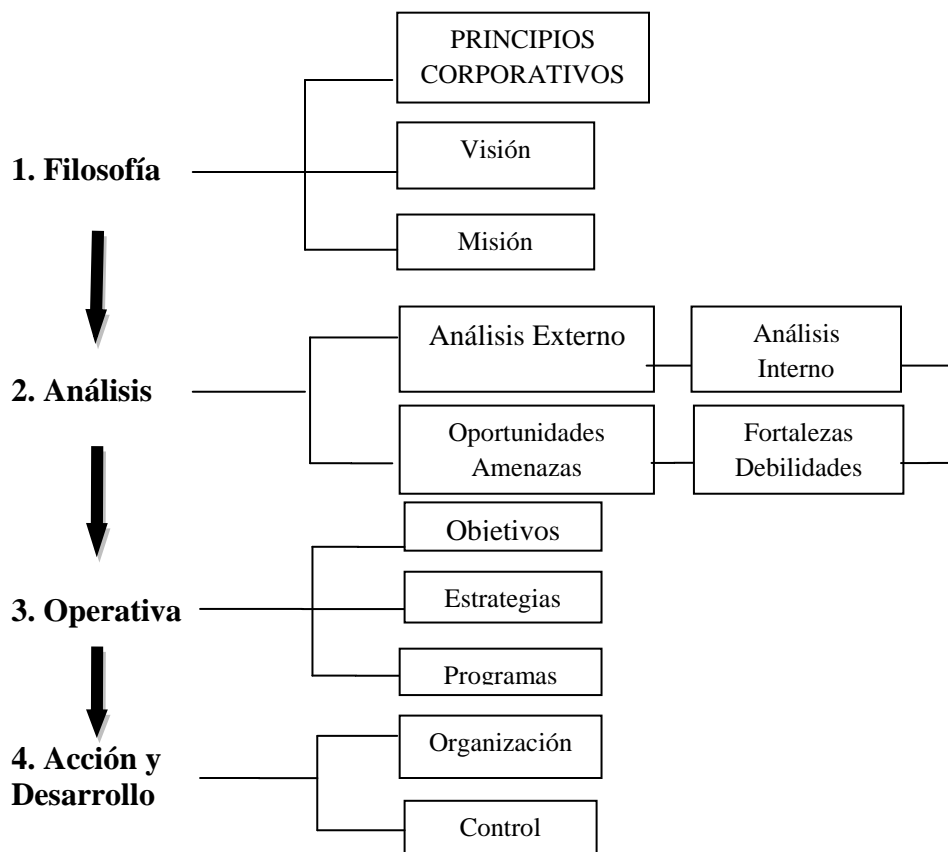 PRINCIPIOS
CORPORATIVOS
1. Filosofía
Visión
Misión
2. Análisis
Análisis Externo
Análisis
Interno
Oportunidades
Amenazas
Fortalezas
Debilidades
3. Operativa
Objetivos
Estrategias
Programas
4. Acción y
Desarrollo
Organización
Control